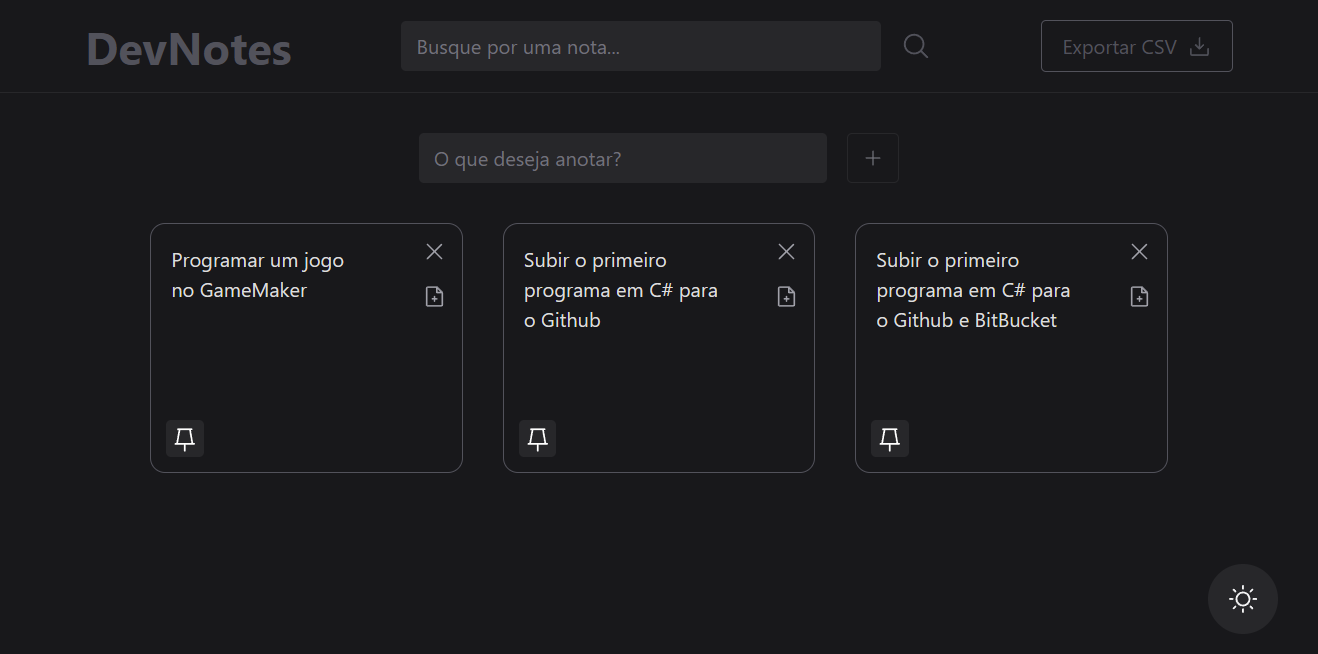 DevNotes
Busque por uma nota...
Exportar CSV
O que deseja anotar?
Programar um jogo
no GameMaker
Subir o primeiro
programa em C# para
o Github
Subir o primeiro
programa em C# para
o Github e BitBucket